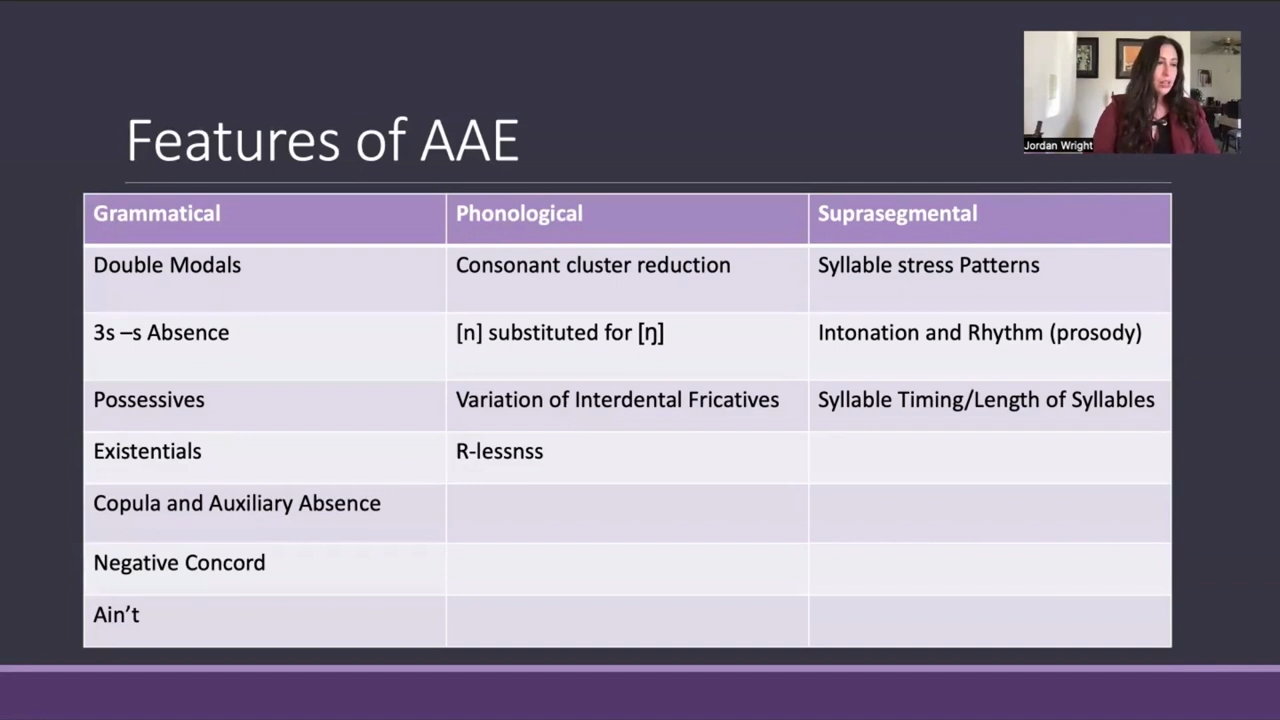 Jordan Wright
Features of AAE
Grammatical Phonological Suprasegmental
Double Modals Consonant cluster reduction Syllable stress Patterns
3s –s Absence [n] substituted for [ŋ] Intonation and Rhythm (prosody)
Possessives Variation of Interdental Fricatives Syllable Timing/Length of Syllables
Existentials R-lessnss
Copula and Auxiliary Absence
Negative Concord
Ain’t